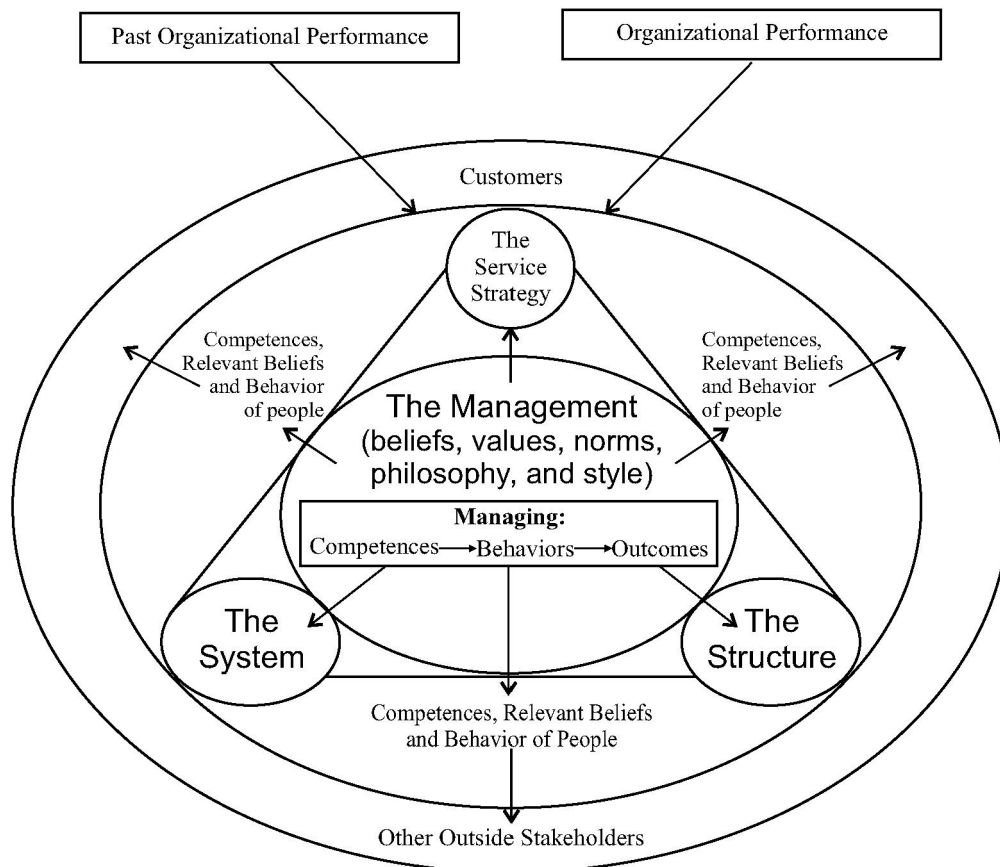 Past Organizational Performance
Organizational Performance
Customers
The
Service
Strategy
Competences,
Relevant Beliefs
and Behavior
of people
Competences,
Relevant Beliefs
and Behavior
of people
The Management
(beliefs, values, norms,
philosophy, and style)
Managing:
Competences Behaviors Outcomes
The
System
The
Structure
Competences, Relevant Beliefs
and Behavior of People
Other Outside Stakeholders